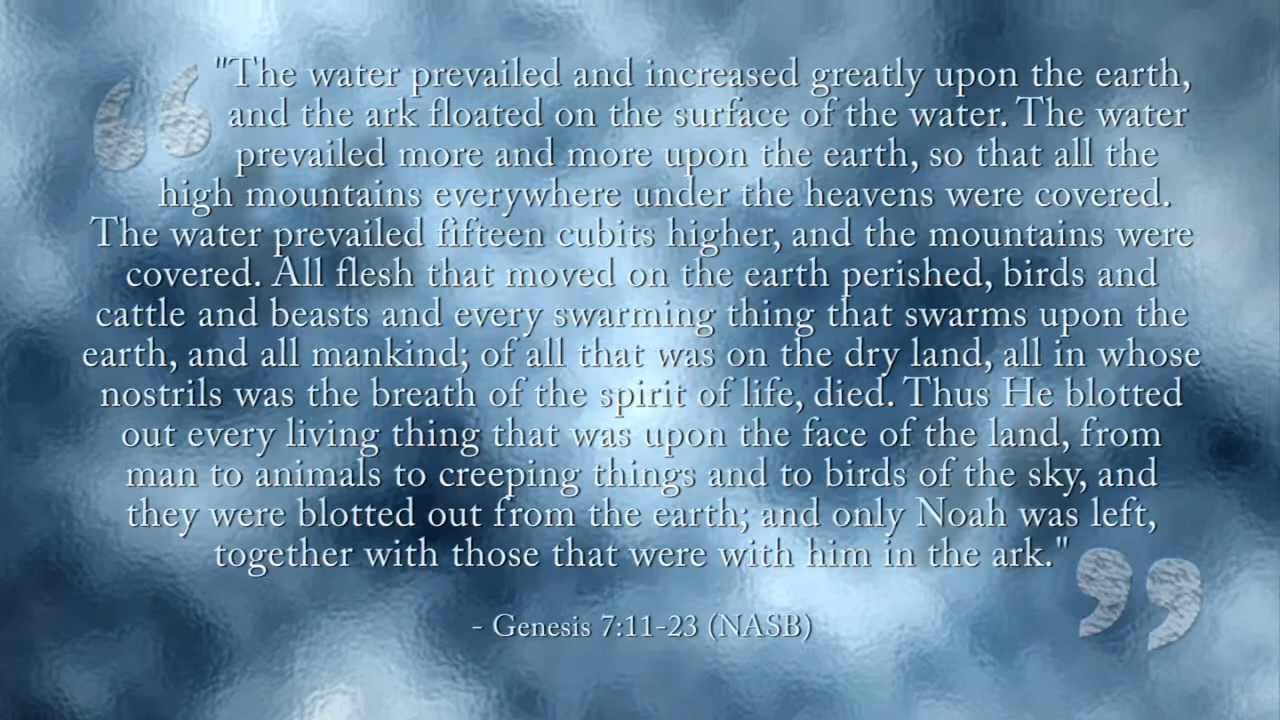 "The water prevailed and increased greatly upon the earth,
and the ark floated on the surface of the water. The water
prevailed more and more upon the earth, so that all the
high mountains everywhere under the heavens were covered.
The water prevailed fifteen cubits higher, and the mountains were
covered. All flesh that moved on the earth perished, birds and
cattle and beasts and every swarming thing that swarms upon the
earth, and all mankind; of all that was on the dry land, all in whose
nostrils was the breath of the spirit of life, died. Thus He blotted
out every living thing that was upon the face of the land, from
man to animals to creeping things and to birds of the sky, and
they were blotted out from the earth; and only Noah was left,
together with those that were with him in the ark."
- Genesis 7:11-23 (NASB)